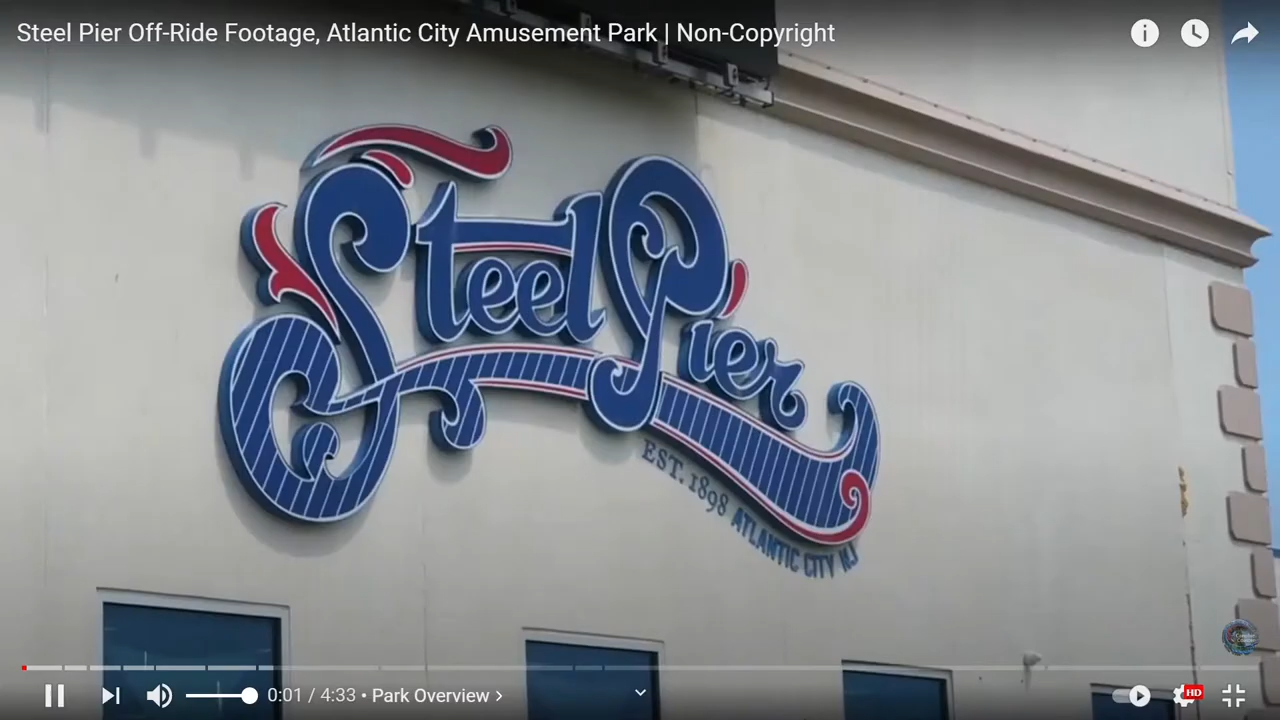 Steel Pier Off-Ride Footage, Atlantic City Amusement Park | Non-Copyright
Steel Pier
EST. 1898 ATLANTIC CITY NJ
0:01 / 4:33 • Park Overview >
HD